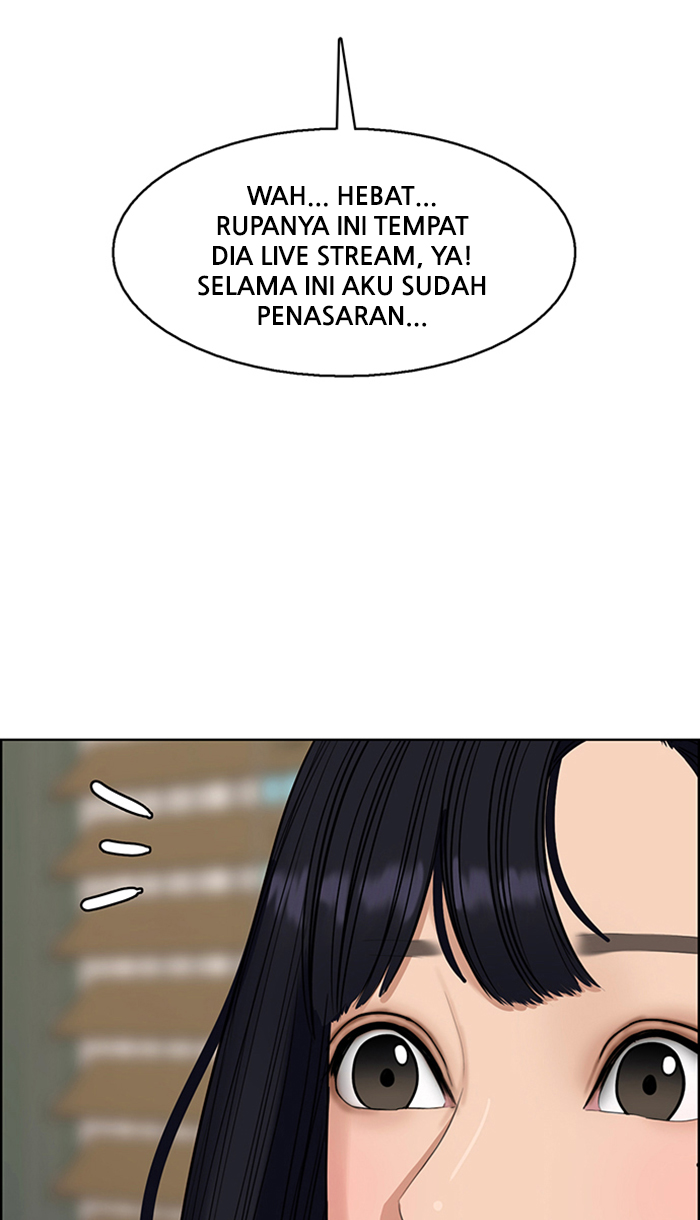 WAH... HEBAT...
RUPANYA INI TEMPAT
DIA LIVE STREAM, YA!
SELAMA INI AKU SUDAH
PENASARAN...